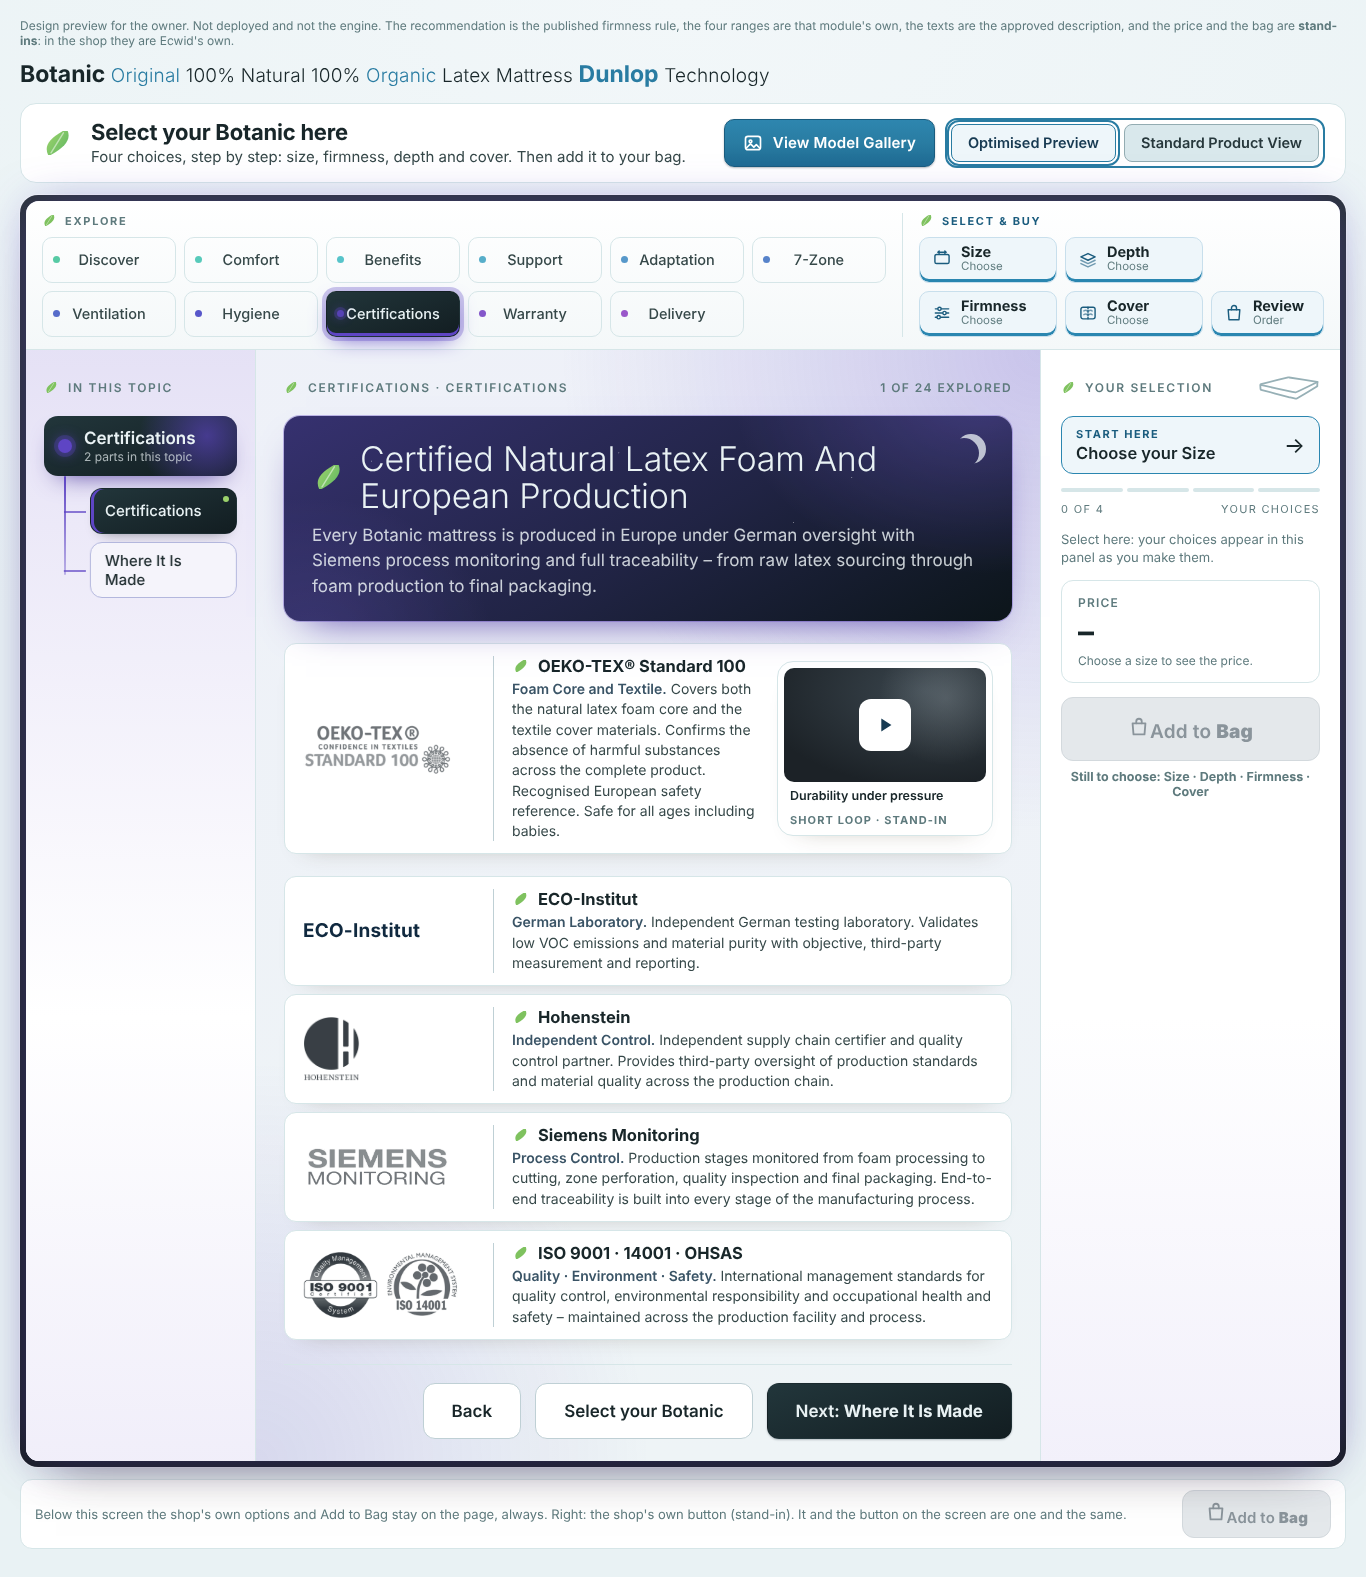 Design preview for the owner. Not deployed and not the engine. The recommendation is the published firmness rule, the four ranges are that module's own, the texts are the approved description, and the price and the bag are stand-
ins: in the shop they are Ecwid's own.
Botanic Original 100% Natural 100% Organic Latex Mattress Dunlop Technology
Select your Botanic here
Four choices, step by step: size, firmness, depth and cover. Then add it to your bag.
View Model Gallery
Optimised Preview
Standard Product View
EXPLORE
Discover
Comfort
Benefits
Support
Adaptation
7-Zone
Ventilation
Hygiene
Certifications
Warranty
Delivery
SELECT & BUY
Size
Choose
Depth
Choose
Firmness
Choose
Cover
Choose
Review
Order
IN THIS TOPIC
Certifications
2 parts in this topic
Certifications
Where It Is
Made
CERTIFICATIONS · CERTIFICATIONS
1 OF 24 EXPLORED
Certified Natural Latex Foam And
European Production
Every Botanic mattress is produced in Europe under German oversight with
Siemens process monitoring and full traceability – from raw latex sourcing through
foam production to final packaging.
OEKO-TEX®
CONFIDENCE IN TEXTILES
STANDARD 100
OEKO-TEX® Standard 100
Foam Core and Textile. Covers both
the natural latex foam core and the
textile cover materials. Confirms the
absence of harmful substances
across the complete product.
Recognised European safety
reference. Safe for all ages including
babies.
Durability under pressure
SHORT LOOP · STAND-IN
ECO-Institut
ECO-Institut
German Laboratory. Independent German testing laboratory. Validates
low VOC emissions and material purity with objective, third-party
measurement and reporting.
HOHENSTEIN
Hohenstein
Independent Control. Independent supply chain certifier and quality
control partner. Provides third-party oversight of production standards
and material quality across the production chain.
SIEMENS
MONITORING
Siemens Monitoring
Process Control. Production stages monitored from foam processing to
cutting, zone perforation, quality inspection and final packaging. End-to-
end traceability is built into every stage of the manufacturing process.
Quality Management
ISO 9001
Certified
System
ENVIRONMENTAL MANAGEMENT SYSTEM
ISO 14001
ISO 9001 · 14001 · OHSAS
Quality · Environment · Safety. International management standards for
quality control, environmental responsibility and occupational health and
safety – maintained across the production facility and process.
Back
Select your Botanic
Next: Where It Is Made
YOUR SELECTION
START HERE
Choose your Size
0 OF 4
YOUR CHOICES
Select here: your choices appear in this
panel as you make them.
PRICE
–
Choose a size to see the price.
Add to Bag
Still to choose: Size · Depth · Firmness ·
Cover
Below this screen the shop's own options and Add to Bag stay on the page, always. Right: the shop's own button (stand-in). It and the button on the screen are one and the same.
Add to Bag